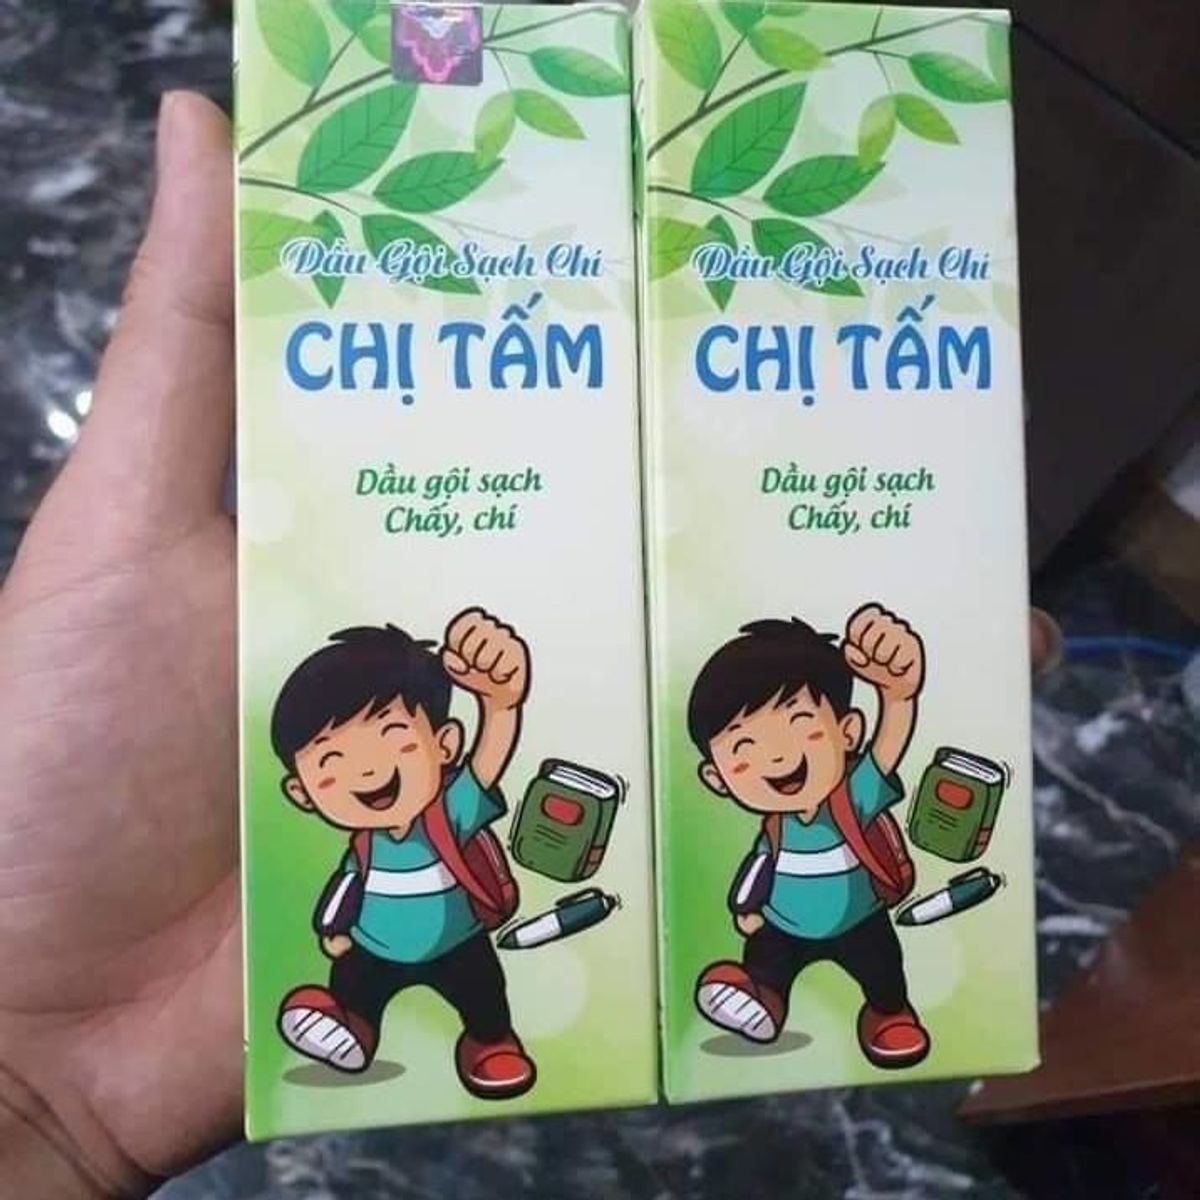 Dầu Gội Sạch Chí
CHỊ TẤM
Dầu gội sạch
Chấy, chí
Dầu Gội Sạch Chí
CHỊ TẤM
Dầu gội sạch
Chấy, chí